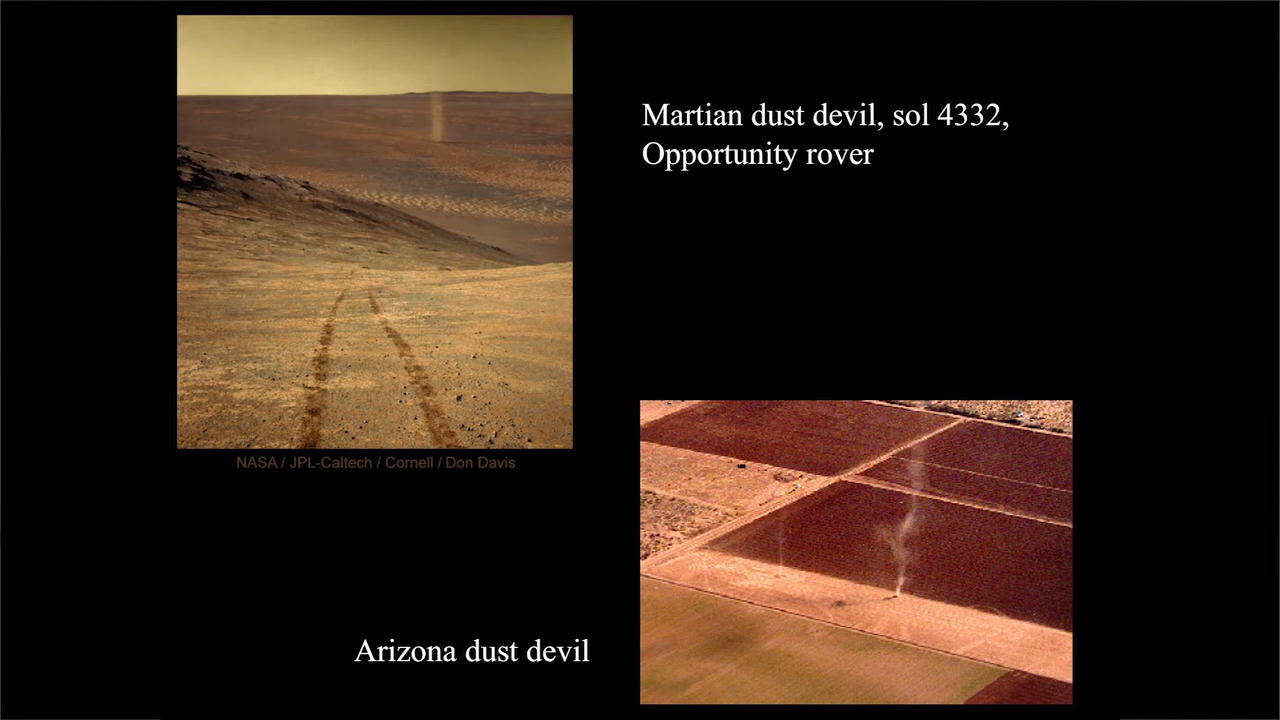 Martian dust devil, sol 4332,
Opportunity rover
NASA / JPL-Caltech / Cornell / Don Davis
Arizona dust devil